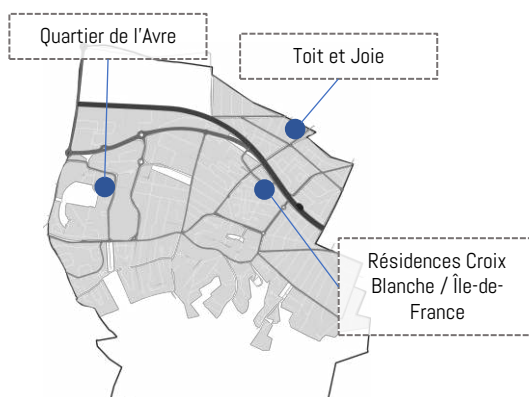 Quartier de l'Avre
Toit et Joie
Résidences Croix
Blanche / Île-de-
France